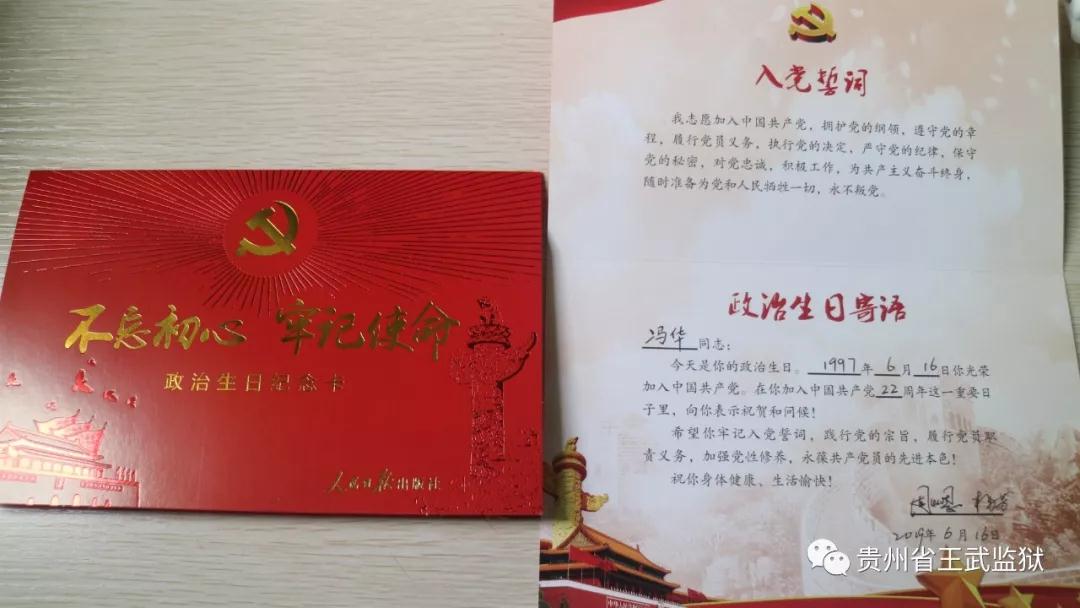 不忘初心 牢记使命
政治生日纪念卡
人民日报出版社
入党誓词
我志愿加入中国共产党，拥护党的纲领，遵守党的章
程，履行党员义务，执行党的决定，严守党的纪律，保守
党的秘密，对党忠诚，积极工作，为共产主义奋斗终身，
随时准备为党和人民牺牲一切，永不叛党。
政治生日寄语
冯华同志：
今天是你的政治生日。1997年6月16日你光荣
加入中国共产党。在你加入中国共产党22周年这一重要日
子里，向你表示祝贺和问候！
希望你牢记入党誓词，践行党的宗旨，履行党员职
责义务，加强党性修养，永葆共产党员的先进本色！
祝你身体健康、生活愉快！
2019年6月16日
贵州省王武监狱